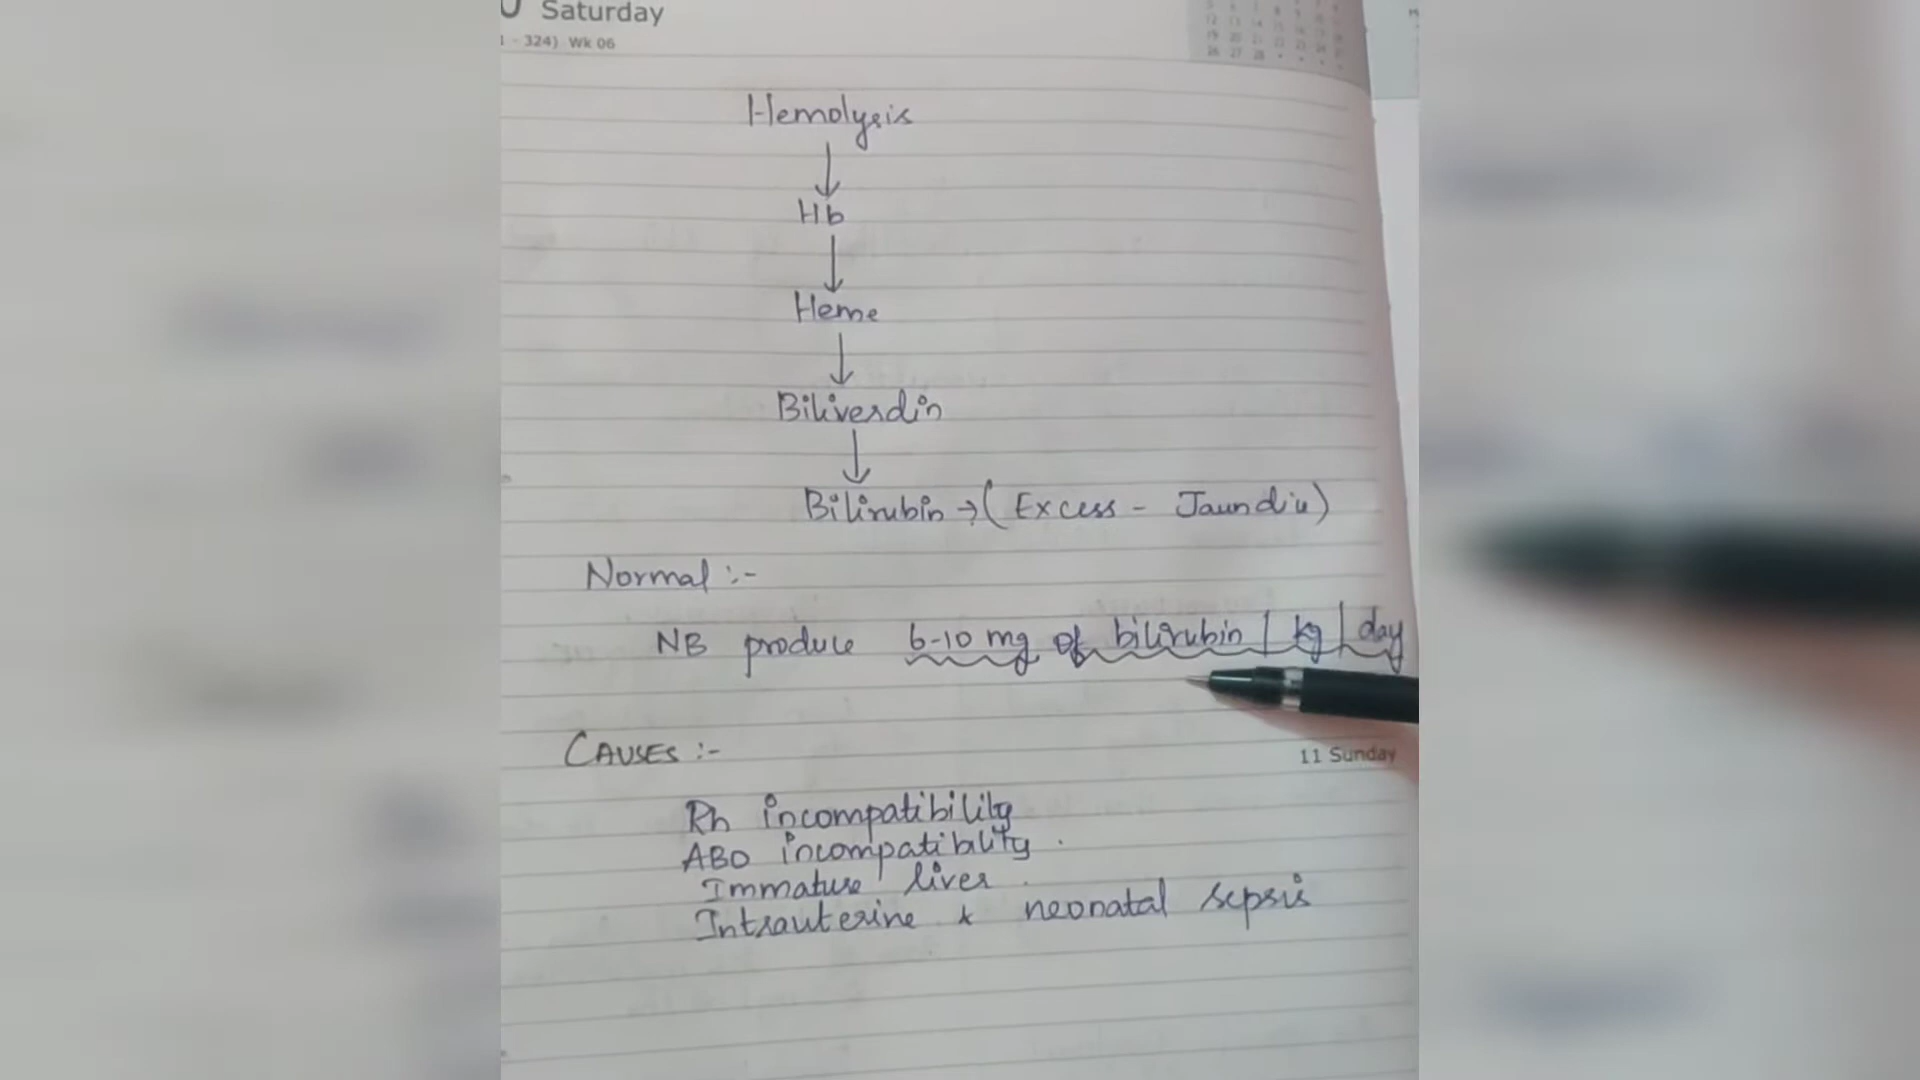 Saturday
- 324) Wk 06
Hemolysis
↓
Hb
↓
Heme
↓
Biliverdin
↓
Bilirubin → (Excess - Jaundice)
Normal :-
NB produce 6-10 mg of bilirubin / kg / day
CAUSES :-
11 Sunday
Rh incompatibility
ABO incompatibility .
Immature liver .
Intrauterine & neonatal sepsis